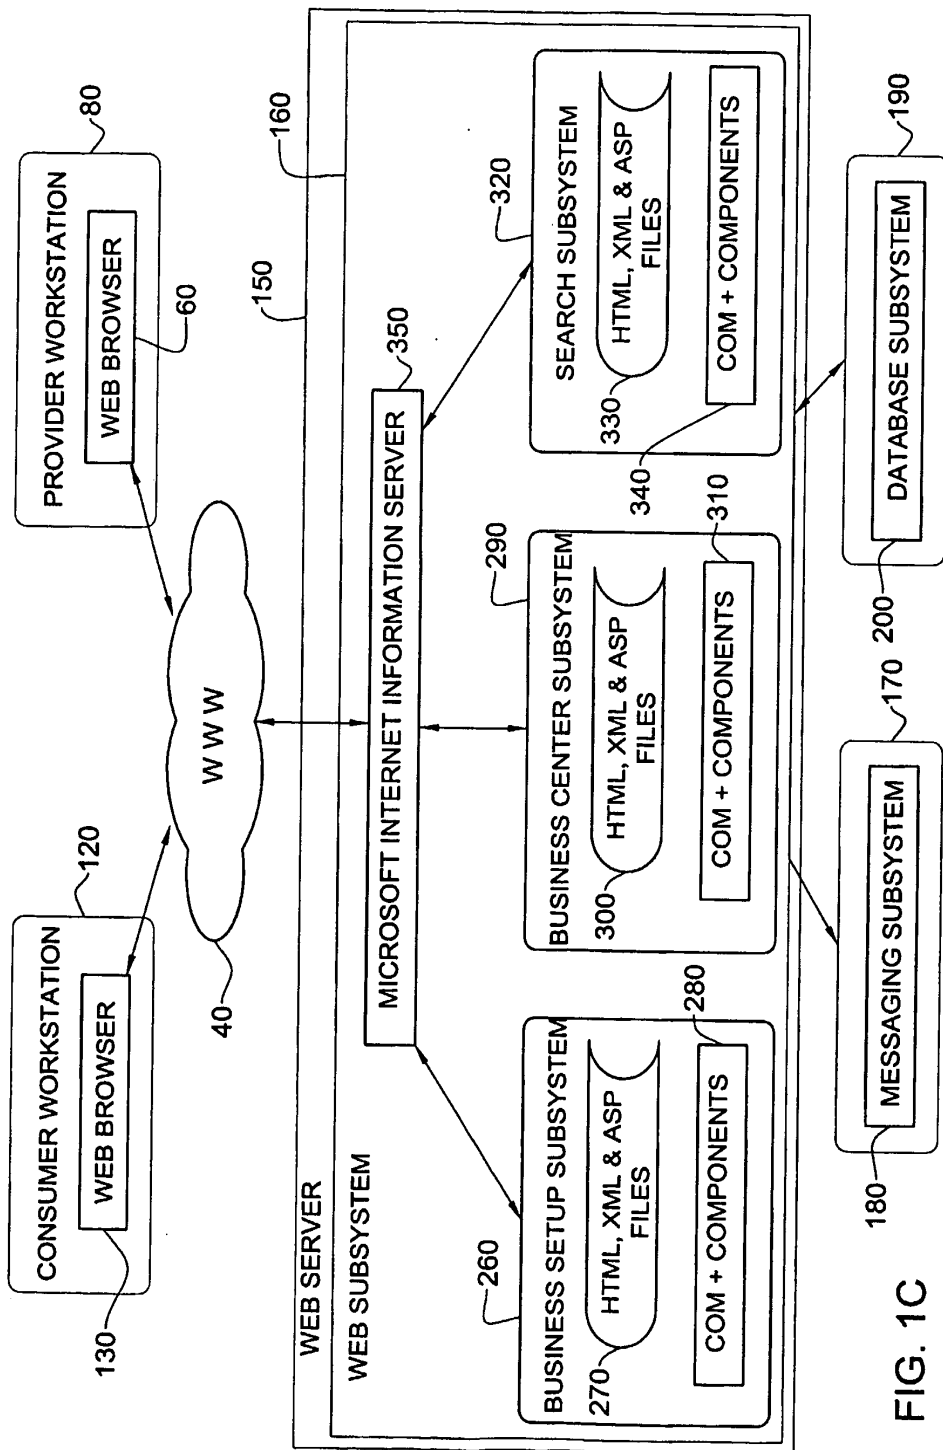 CONSUMER WORKSTATION
WEB BROWSER
120
130
PROVIDER WORKSTATION
WEB BROWSER
80
60
W W W
40
150
160
WEB SERVER
WEB SUBSYSTEM
MICROSOFT INTERNET INFORMATION SERVER
350
260
BUSINESS SETUP SUBSYSTEM
HTML, XML & ASP
FILES
270
COM + COMPONENTS
280
290
BUSINESS CENTER SUBSYSTEM
HTML, XML & ASP
FILES
300
COM + COMPONENTS
310
320
SEARCH SUBSYSTEM
HTML, XML & ASP
FILES
330
COM + COMPONENTS
340
MESSAGING SUBSYSTEM
170
180
DATABASE SUBSYSTEM
190
200
FIG. 1C